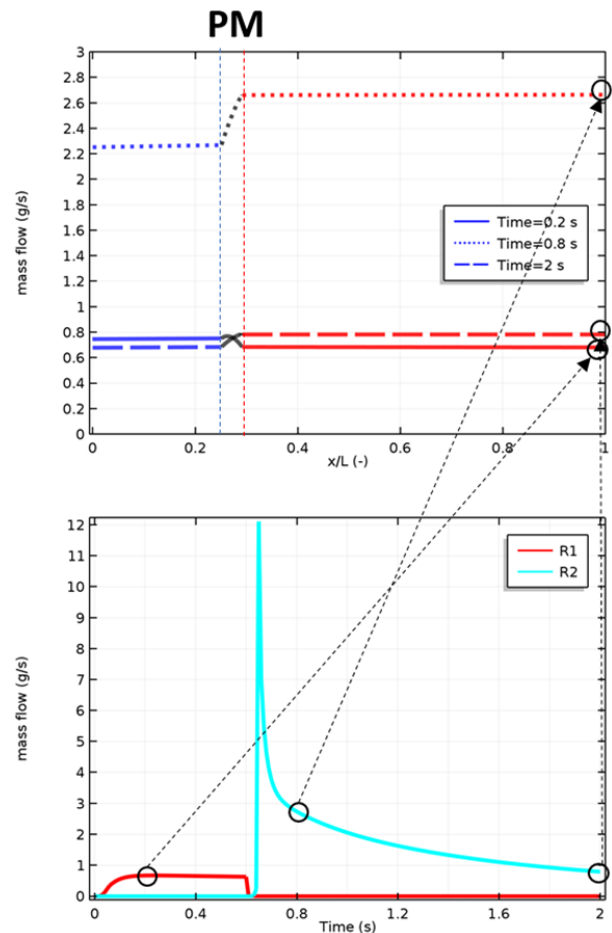 PM
3
2.8
2.6
2.4
2.2
2
1.8
1.6
1.4
1.2
1
0.8
0.6
0.4
0.2
0
mass flow (g/s)
Time=0.2 s
Time=0.8 s
Time=2 s
0 0.2 0.4 0.6 0.8 1
x/L (-)
12
11
10
9
8
7
6
5
4
3
2
1
0
mass flow (g/s)
R1
R2
0 0.4 0.8 1.2 1.6 2
Time (s)